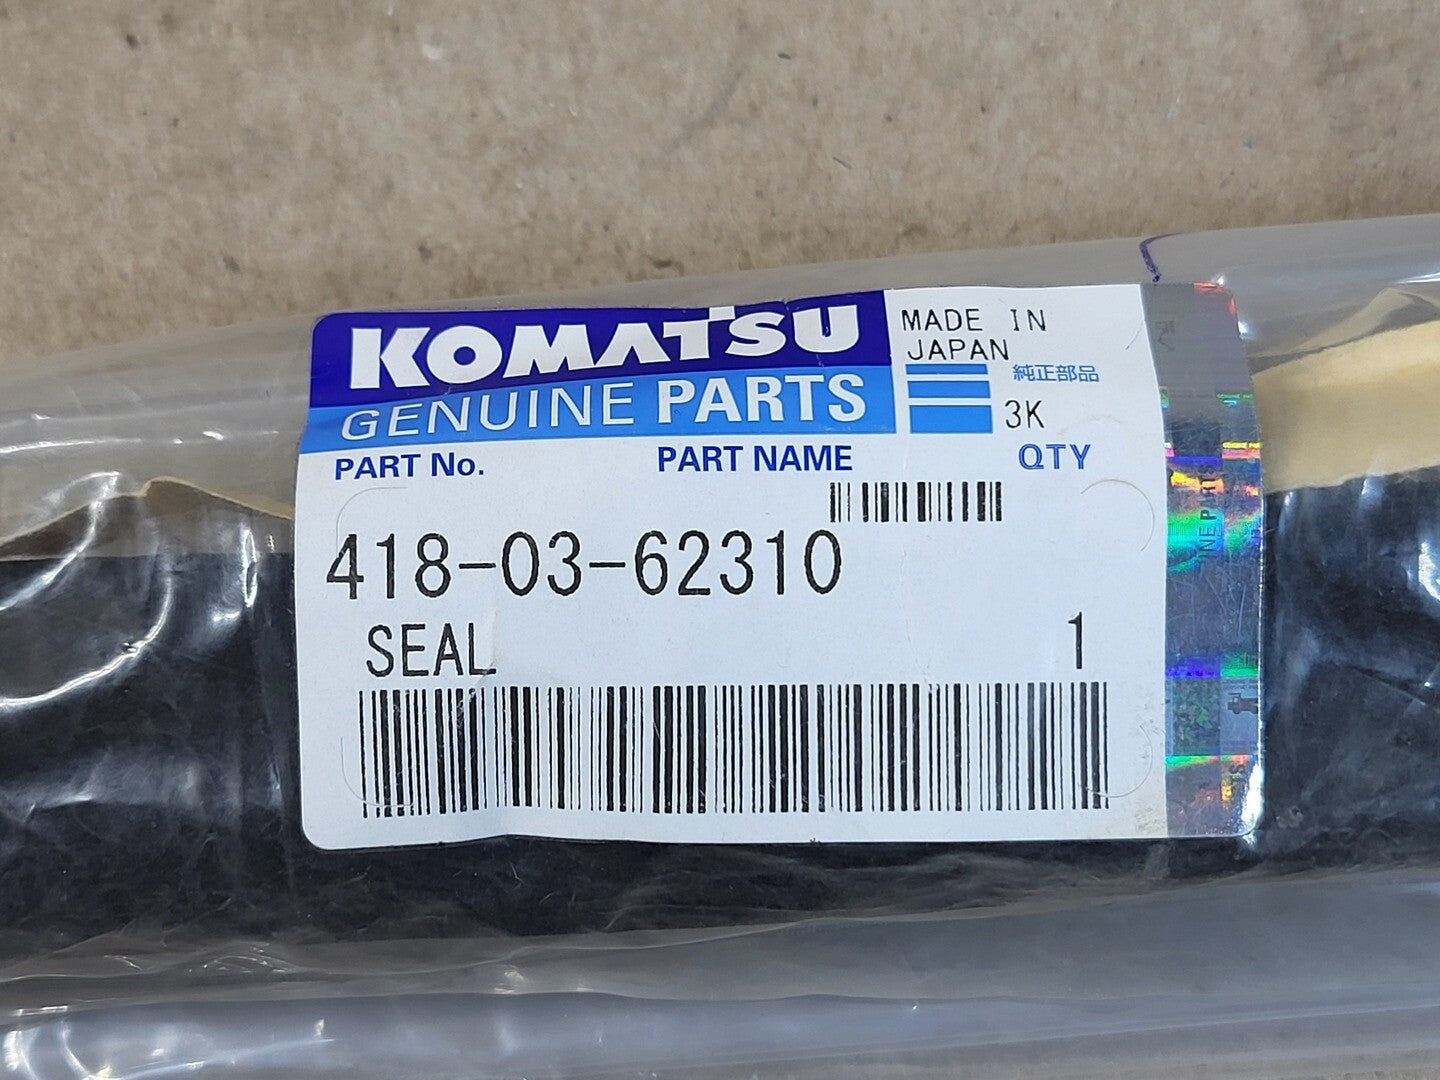 KOMATSU
GENUINE PARTS
MADE IN
JAPAN
純正部品
3K
PART No.
PART NAME
QTY
418-03-62310
SEAL
1